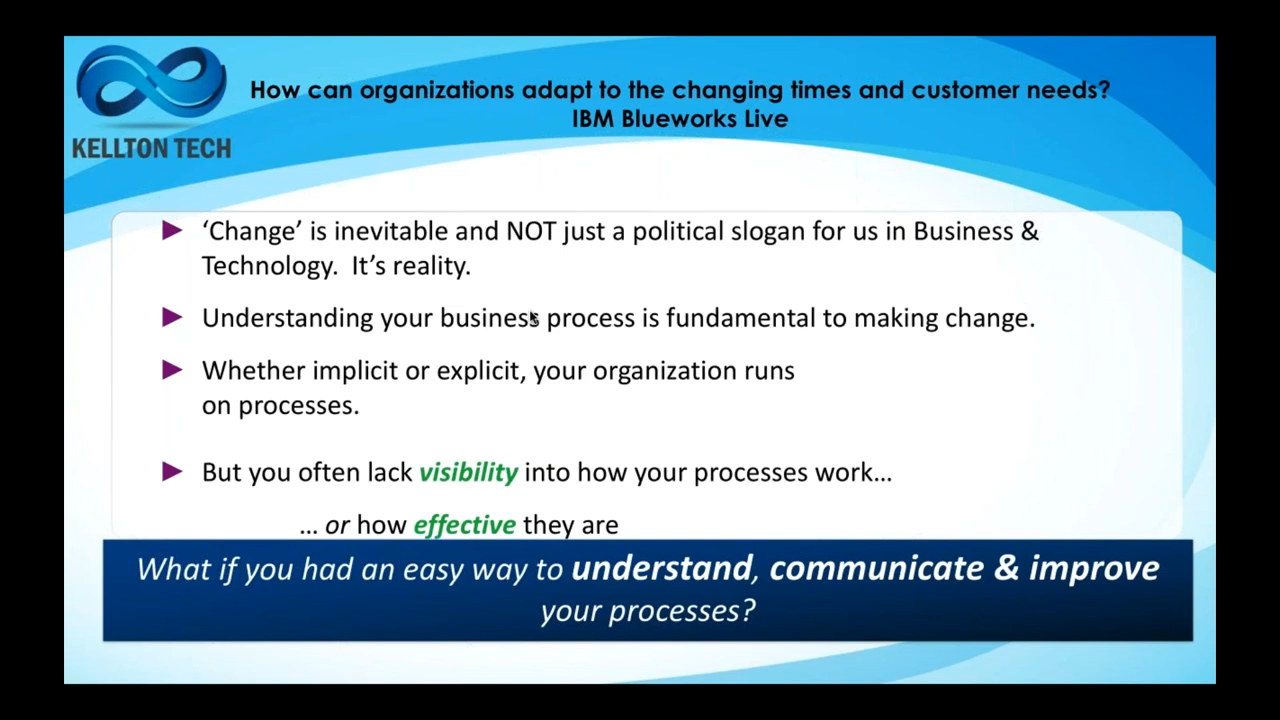 How can organizations adapt to the changing times and customer needs?
IBM Blueworks Live
KELLTON TECH
‘Change’ is inevitable and NOT just a political slogan for us in Business &
Technology.  It’s reality.
Understanding your business process is fundamental to making change.
Whether implicit or explicit, your organization runs
on processes.
But you often lack visibility into how your processes work…
… or how effective they are
What if you had an easy way to understand, communicate & improve
your processes?